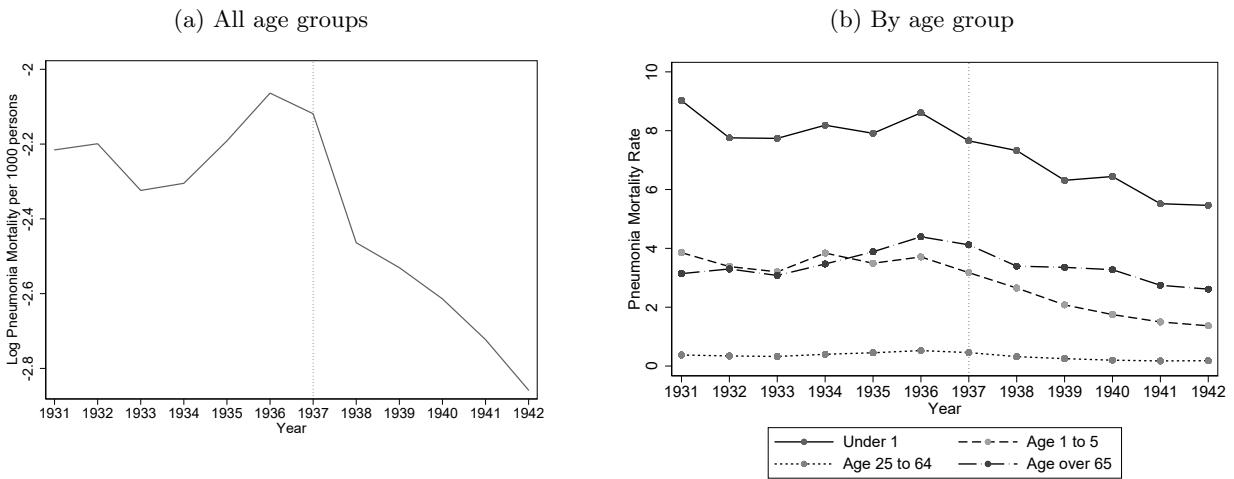 (a) All age groups
Log Pneumonia Mortality per 1000 persons
-2
-2.2
-2.4
-2.6
-2.8
1931 1932 1933 1934 1935 1936 1937 1938 1939 1940 1941 1942
Year
(b) By age group
Pneumonia Mortality Rate
10
8
6
4
2
0
1931 1932 1933 1934 1935 1936 1937 1938 1939 1940 1941 1942
Year
Under 1 Age 1 to 5
Age 25 to 64 Age over 65